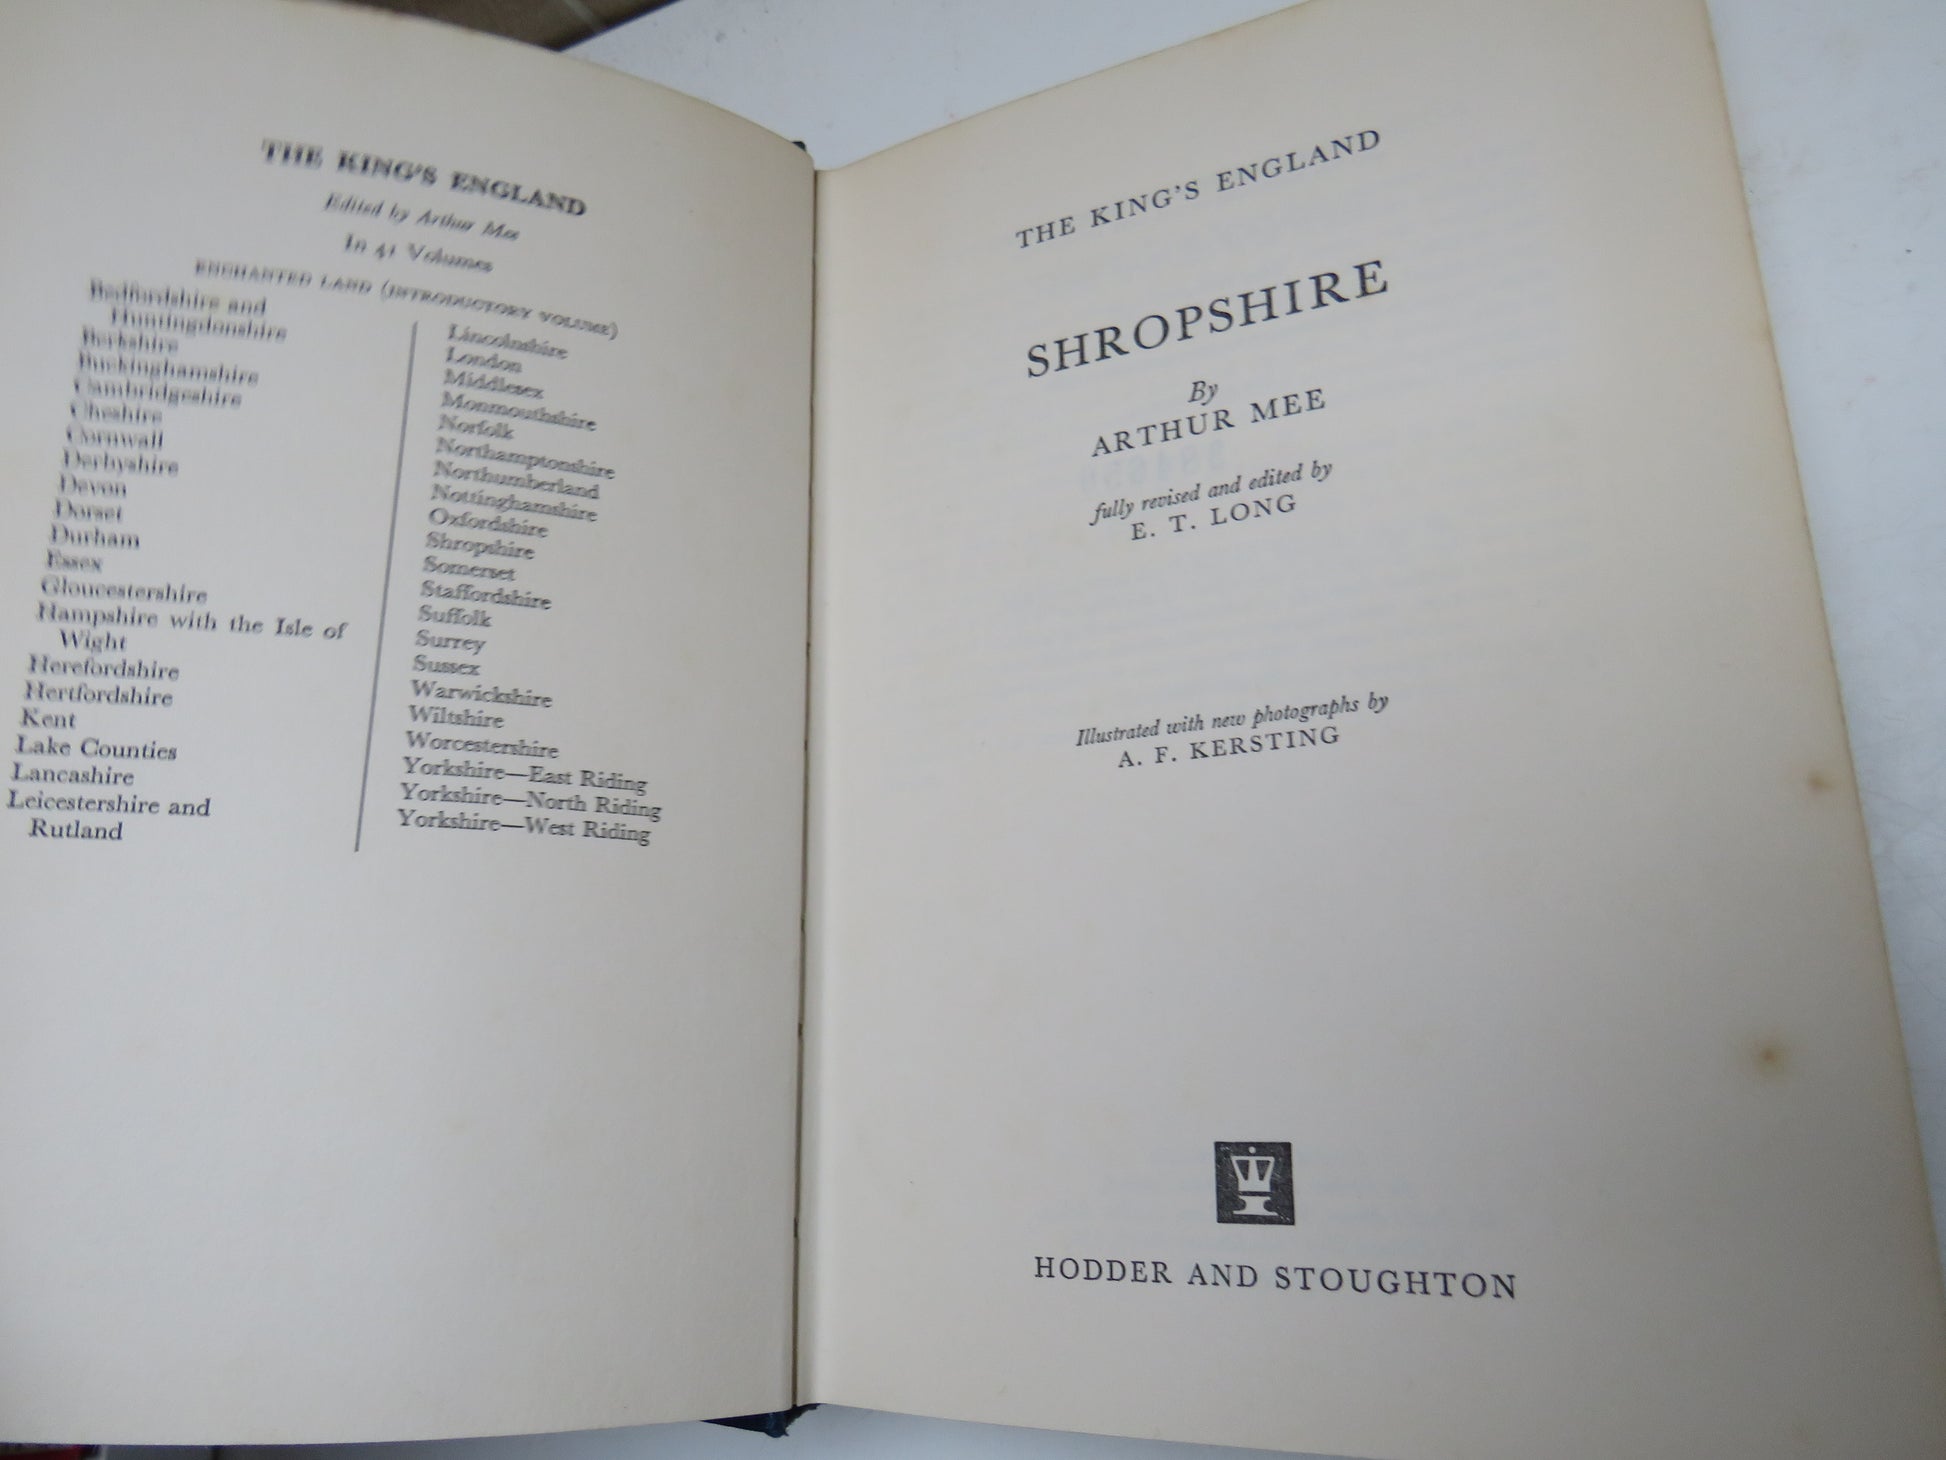 THE KING'S ENGLAND
Edited by Arthur Mee
In 41 Volumes
ENCHANTED LAND (INTRODUCTORY VOLUME)
Bedfordshire and
Huntingdonshire
Berkshire
Buckinghamshire
Cambridgeshire
Cheshire
Cornwall
Derbyshire
Devon
Dorset
Durham
Essex
Gloucestershire
Hampshire with the Isle of
Wight
Herefordshire
Hertfordshire
Kent
Lake Counties
Lancashire
Leicestershire and
Rutland
Lincolnshire
London
Middlesex
Monmouthshire
Norfolk
Northamptonshire
Northumberland
Nottinghamshire
Oxfordshire
Shropshire
Somerset
Staffordshire
Suffolk
Surrey
Sussex
Warwickshire
Wiltshire
Worcestershire
Yorkshire—East Riding
Yorkshire—North Riding
Yorkshire—West Riding
THE KING'S ENGLAND
SHROPSHIRE
By
ARTHUR MEE
fully revised and edited by
E. T. LONG
Illustrated with new photographs by
A. F. KERSTING
HODDER AND STOUGHTON